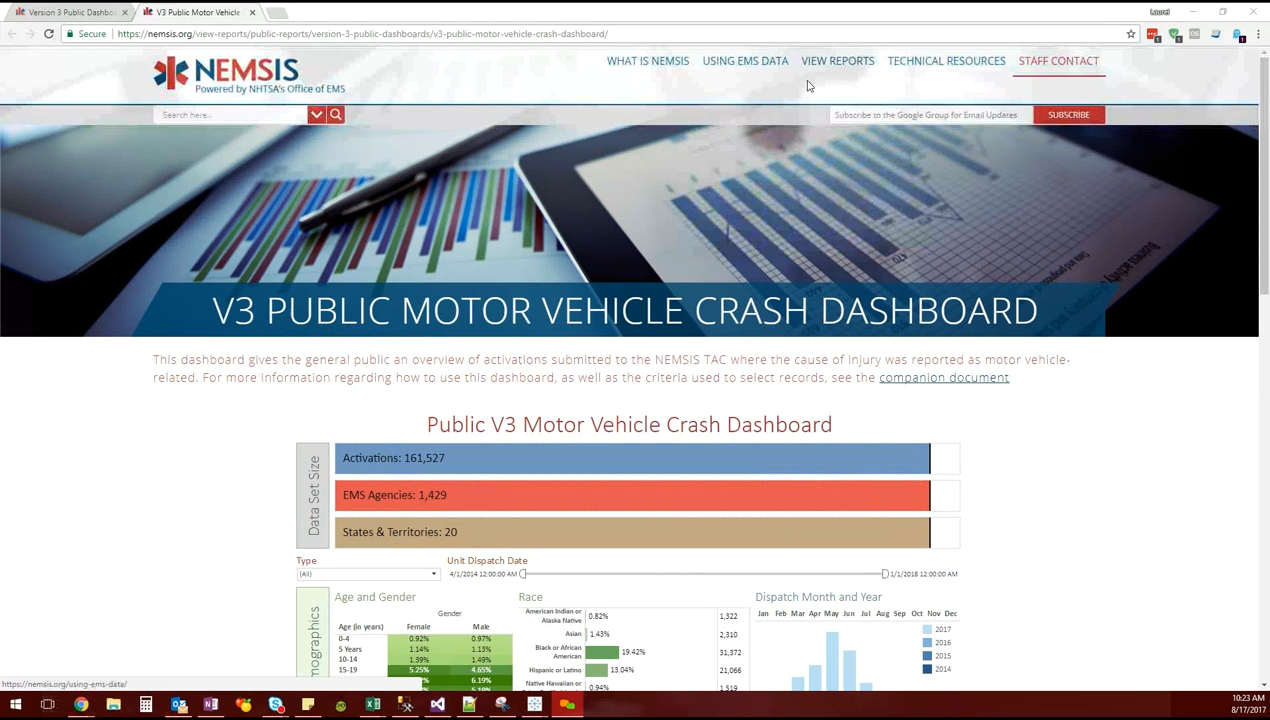 Version 3 Public Dashbo
V3 Public Motor Vehicle
Laurel
Secure
https://nemsis.org/view-reports/public-reports/version-3-public-dashboards/v3-public-motor-vehicle-crash-dashboard/
NEMSIS
Powered by NHTSA's Office of EMS
WHAT IS NEMSIS
USING EMS DATA
VIEW REPORTS
TECHNICAL RESOURCES
STAFF CONTACT
Search here..
Subscribe to the Google Group for Email Updates
SUBSCRIBE
V3 PUBLIC MOTOR VEHICLE CRASH DASHBOARD
This dashboard gives the general public an overview of activations submitted to the NEMSIS TAC where the cause of injury was reported as motor vehicle-
related. For more information regarding how to use this dashboard, as well as the criteria used to select records, see the companion document
Public V3 Motor Vehicle Crash Dashboard
Data Set Size
Activations: 161,527
EMS Agencies: 1,429
States & Territories: 20
Type
(All)
Unit Dispatch Date
4/1/2014 12:00:00 AM
1/1/2018 12:00:00 AM
mographics
Age and Gender
Gender
Age (in years) Female Male
0-4 0.92% 0.97%
5 Years 1.14% 1.13%
10-14 1.39% 1.49%
15-19 5.25% 4.65%
6.19%
Race
American Indian or
Alaska Native 0.82% 1,322
Asian 1.43% 2,310
Black or African
American 19.42% 31,372
Hispanic or Latino 13.04% 21,066
Native Hawaiian or
0.94% 1,519
Dispatch Month and Year
Jan Feb Mar Apr May Jun Jul Aug Sep Oct Nov Dec
2017
2016
2015
2014
https://nemsis.org/using-ems-data/
10:23 AM
8/17/2017